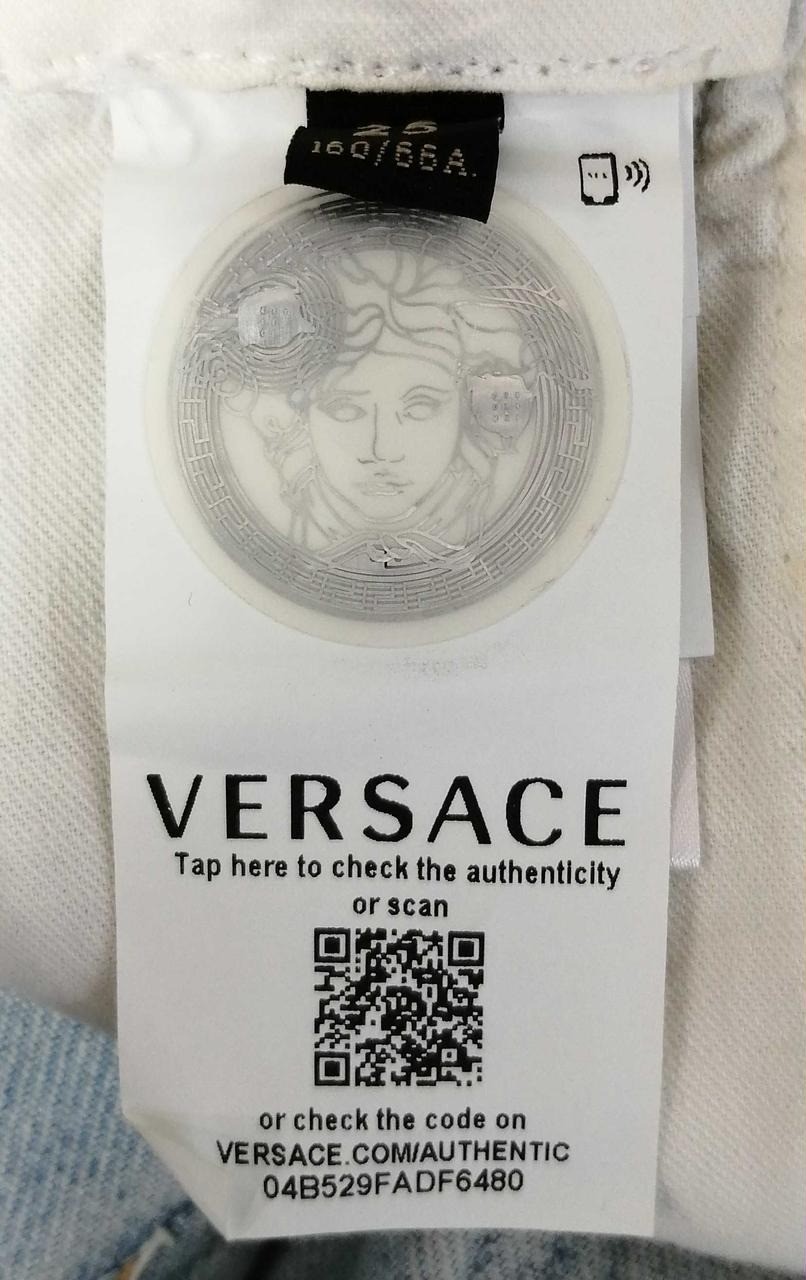 25
160/66A
VERSACE
Tap here to check the authenticity
or scan
or check the code on
VERSACE.COM/AUTHENTIC
04B529FADF6480